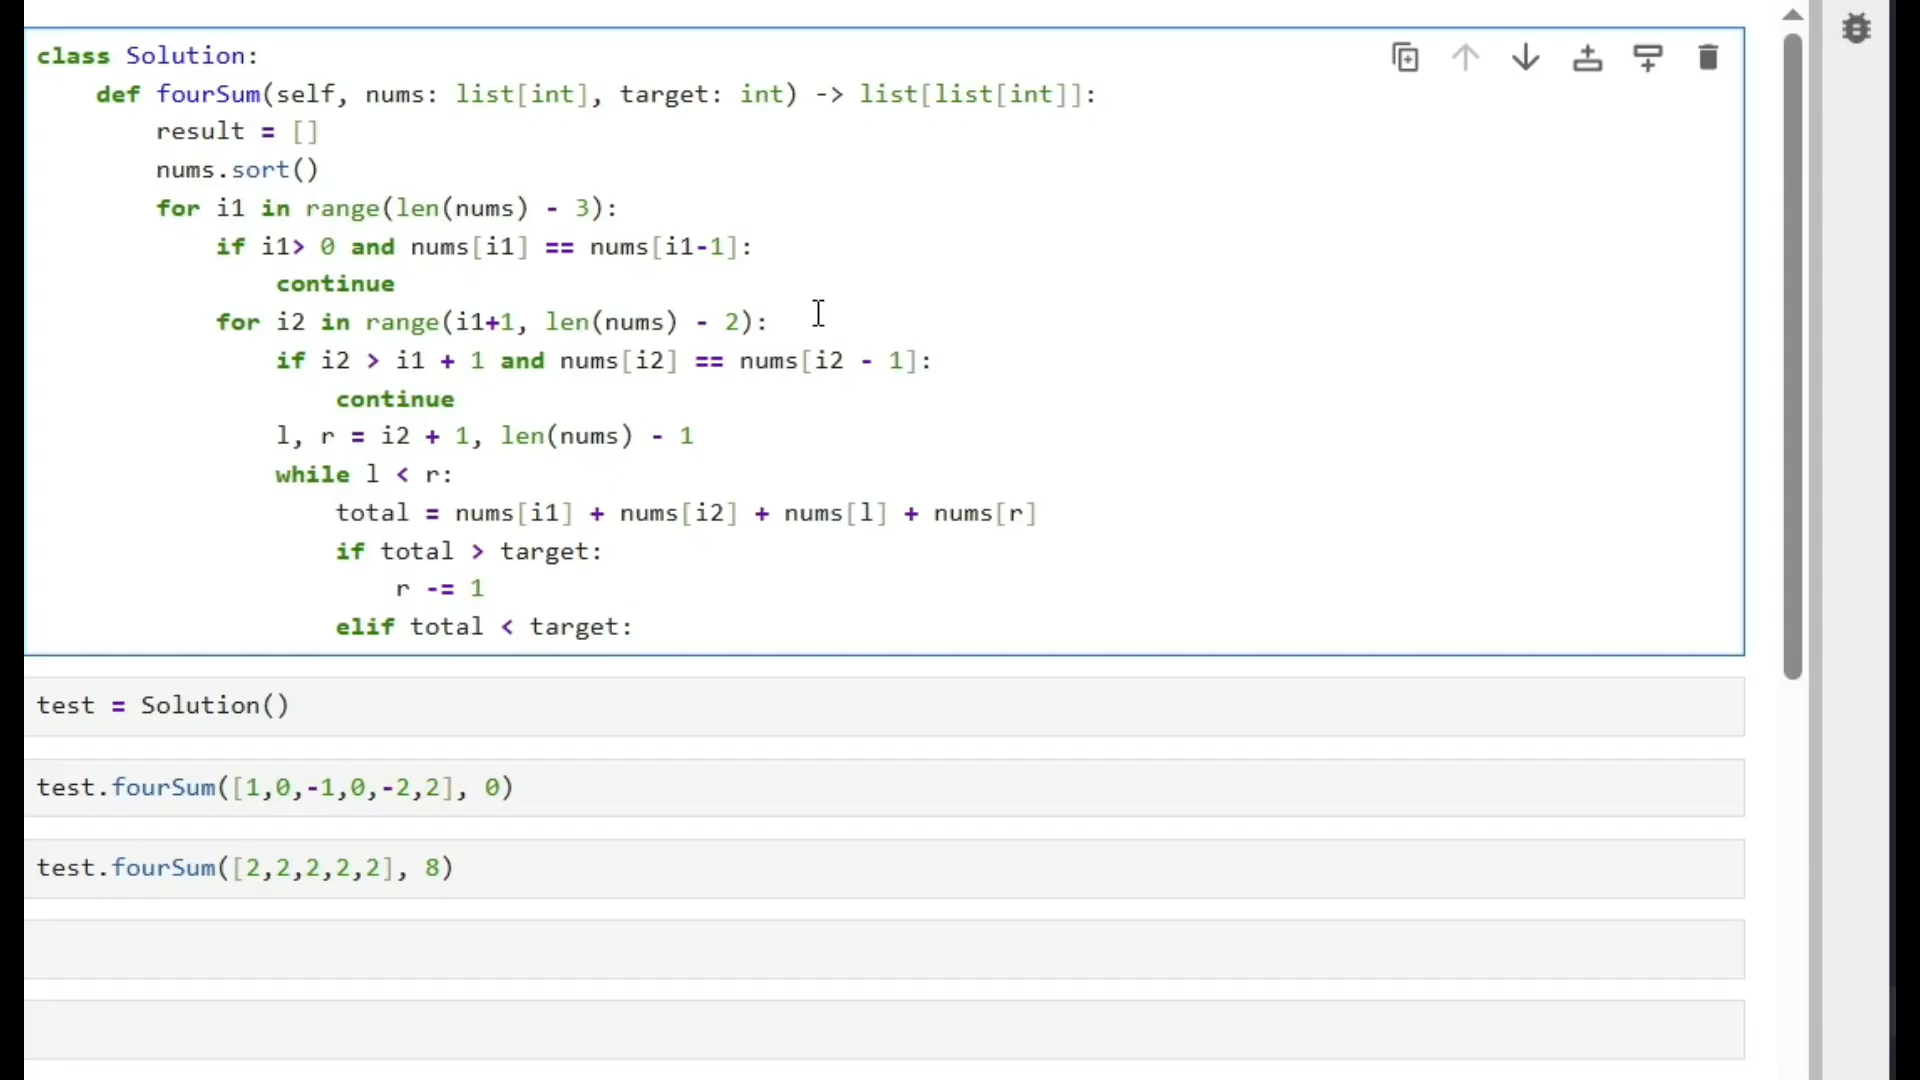 class Solution:
    def fourSum(self, nums: list[int], target: int) -> list[list[int]]:
        result = []
        nums.sort()
        for i1 in range(len(nums) - 3):
            if i1> 0 and nums[i1] == nums[i1-1]:
                continue
            for i2 in range(i1+1, len(nums) - 2):
                if i2 > i1 + 1 and nums[i2] == nums[i2 - 1]:
                    continue
                l, r = i2 + 1, len(nums) - 1
                while l < r:
                    total = nums[i1] + nums[i2] + nums[l] + nums[r]
                    if total > target:
                        r -= 1
                    elif total < target:
test = Solution()
test.fourSum([1,0,-1,0,-2,2], 0)
test.fourSum([2,2,2,2,2], 8)